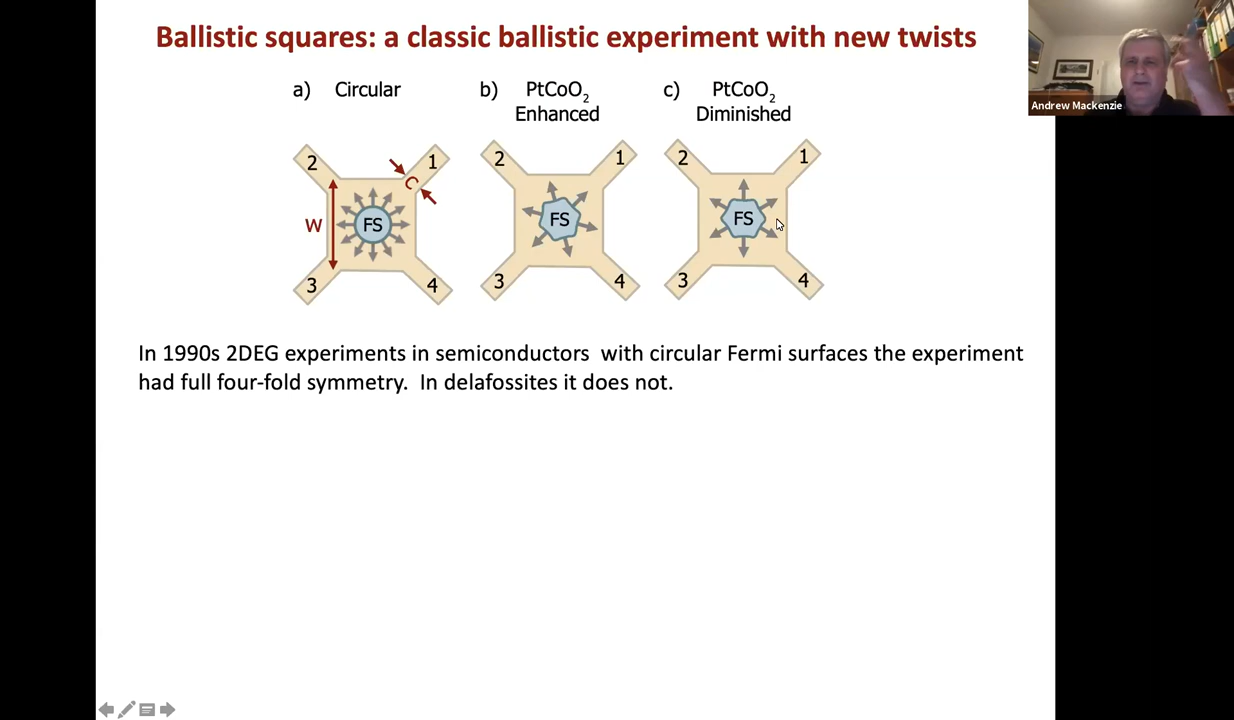 Ballistic squares: a classic ballistic experiment with new twists
Andrew Mackenzie
a) Circular
b) PtCoO2
Enhanced
c) PtCoO2
Diminished
2
1
C
W
FS
3
4
2
1
FS
3
4
2
1
FS
3
4
In 1990s 2DEG experiments in semiconductors with circular Fermi surfaces the experiment
had full four-fold symmetry. In delafossites it does not.